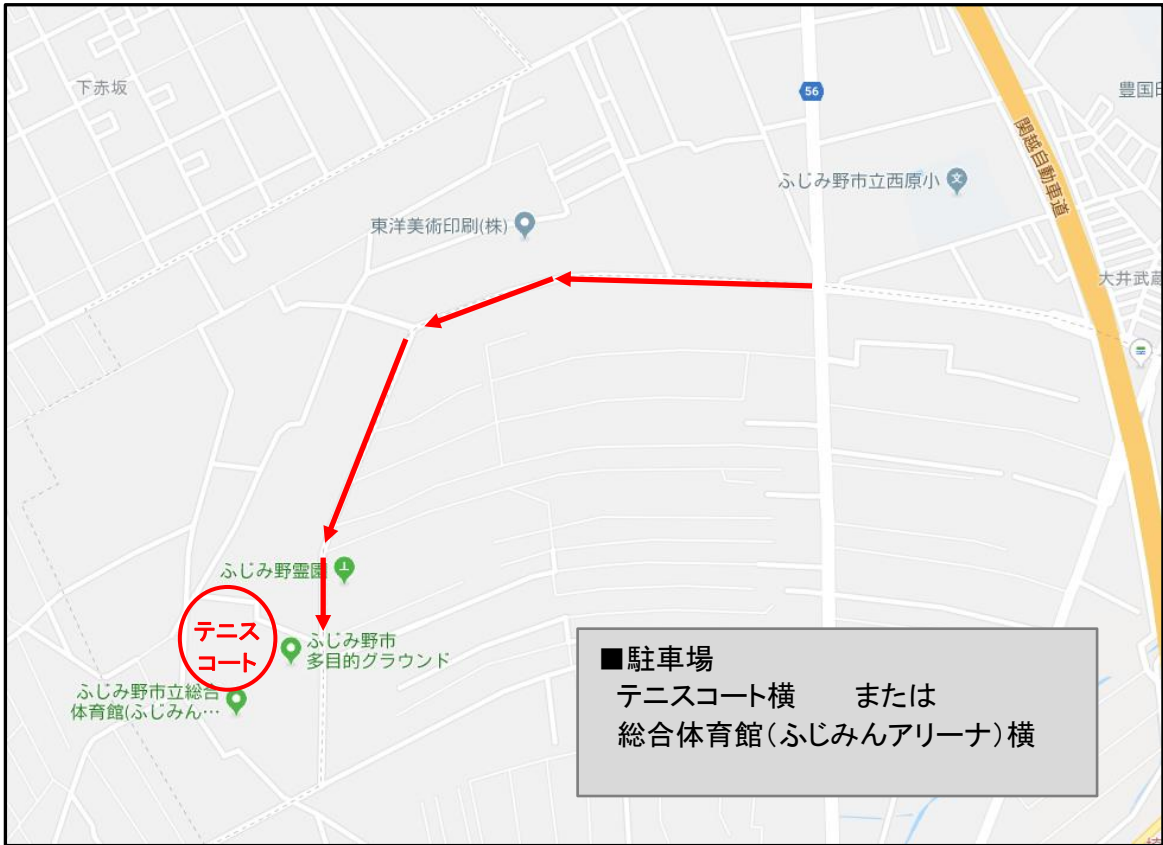 下赤坂
56
豊国
関越自動車道
ふじみ野市立西原小
文
東洋美術印刷(株)
大井武蔵
ふじみ野霊園
テニス
コート
ふじみ野市
多目的グラウンド
ふじみ野市立総合
体育館(ふじみん…
■駐車場
テニスコート横 または
総合体育館(ふじみんアリーナ)横